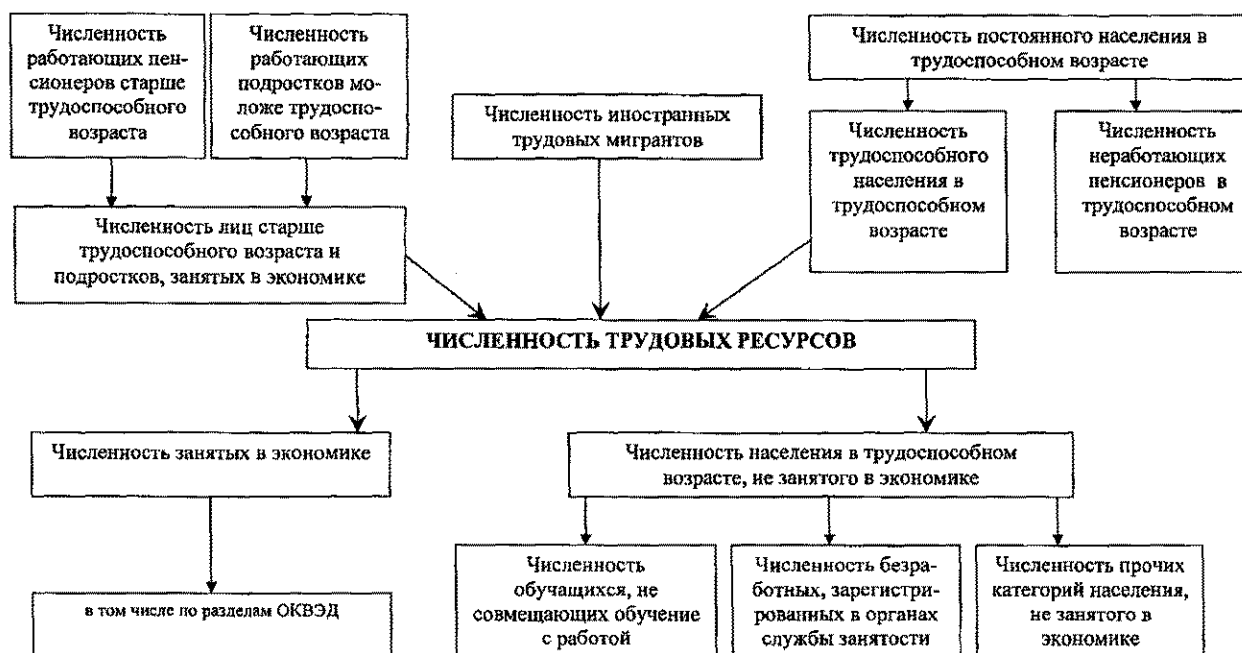 Численность
работающих пен-
сионеров старше
трудоспособного
возраста
Численность
работающих
подростков мо-
ложе трудоспо-
собного возраста
Численность иностранных
трудовых мигрантов
Численность постоянного населения в
трудоспособном возрасте
Численность
трудоспособного
населения в
трудоспособном
возрасте
Численность
неработающих
пенсионеров в
трудоспособном
возрасте
Численность лиц старше
трудоспособного возраста и
подростков, занятых в экономике
ЧИСЛЕННОСТЬ ТРУДОВЫХ РЕСУРСОВ
Численность занятых в экономике
Численность населения в трудоспособном
возрасте, не занятого в экономике
в том числе по разделам ОКВЭД
Численность
обучащихся, не
совмещающих обучение
с работой
Численность безра-
ботных, зарегистри-
рованных в органах
службы занятости
Численность прочих
категорий населения,
не занятого в
экономике